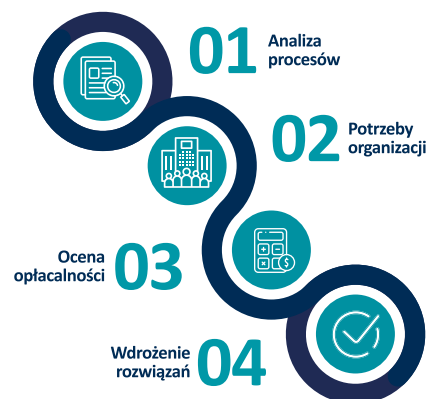 01
Analiza
procesów
02
Potrzeby
organizacji
Ocena
opłacalności
03
Wdrożenie
rozwiązań
04